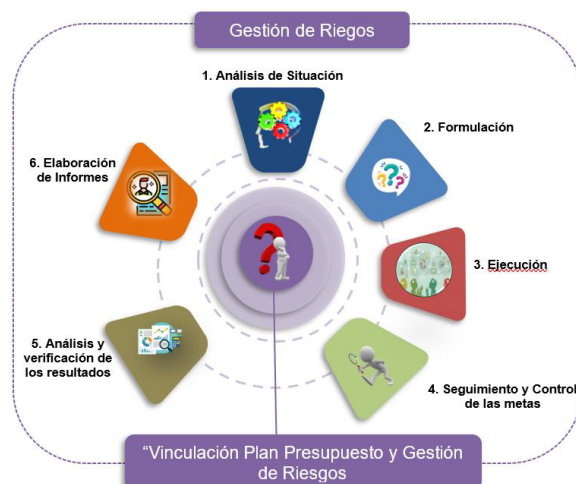 Gestión de Riegos
1. Análisis de Situación
2. Formulación
3. Ejecución
4. Seguimiento y Control
de las metas
5. Análisis y
verificación de
los resultados
6. Elaboración
de Informes
“Vinculación Plan Presupuesto y Gestión
de Riesgos